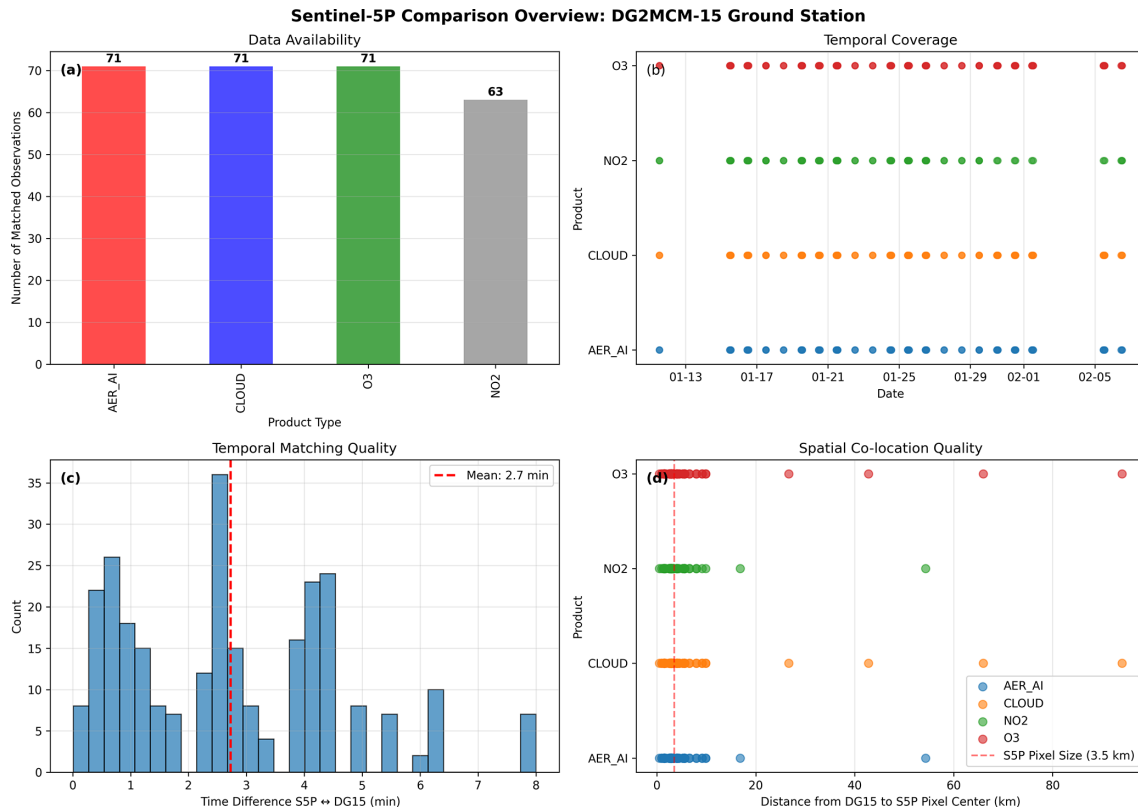 Sentinel-5P Comparison Overview: DG2MCM-15 Ground Station
Data Availability
(a)
71
71
71
63
70
60
50
40
30
20
10
0
Number of Matched Observations
AER_AI
CLOUD
O3
NO2
Product Type
Temporal Coverage
(b)
O3
NO2
CLOUD
AER_AI
Product
01-13
01-17
01-21
01-25
01-29
02-01
02-05
Date
Temporal Matching Quality
(c)
Mean: 2.7 min
35
30
25
20
15
10
5
0
Count
0
1
2
3
4
5
6
7
8
Time Difference S5P ↔ DG15 (min)
Spatial Co-location Quality
(d)
O3
NO2
CLOUD
AER_AI
Product
AER_AI
CLOUD
NO2
O3
S5P Pixel Size (3.5 km)
0
20
40
60
80
Distance from DG15 to S5P Pixel Center (km)